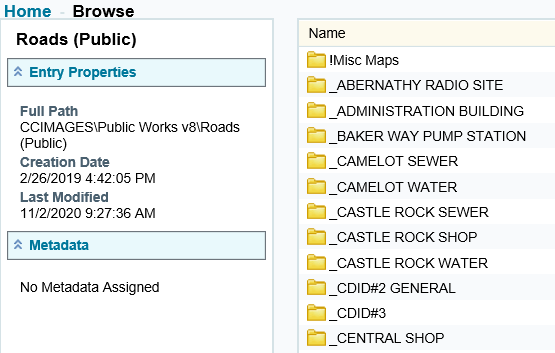 Home - Browse
Roads (Public)
Entry Properties
Full Path
CCIMAGES\Public Works v8\Roads
(Public)
Creation Date
2/26/2019 4:42:05 PM
Last Modified
11/2/2020 9:27:36 AM
Metadata
No Metadata Assigned
Name
!Misc Maps
_ABERNATHY RADIO SITE
_ADMINISTRATION BUILDING
_BAKER WAY PUMP STATION
_CAMELOT SEWER
_CAMELOT WATER
_CASTLE ROCK SEWER
_CASTLE ROCK SHOP
_CASTLE ROCK WATER
_CDID#2 GENERAL
_CDID#3
_CENTRAL SHOP